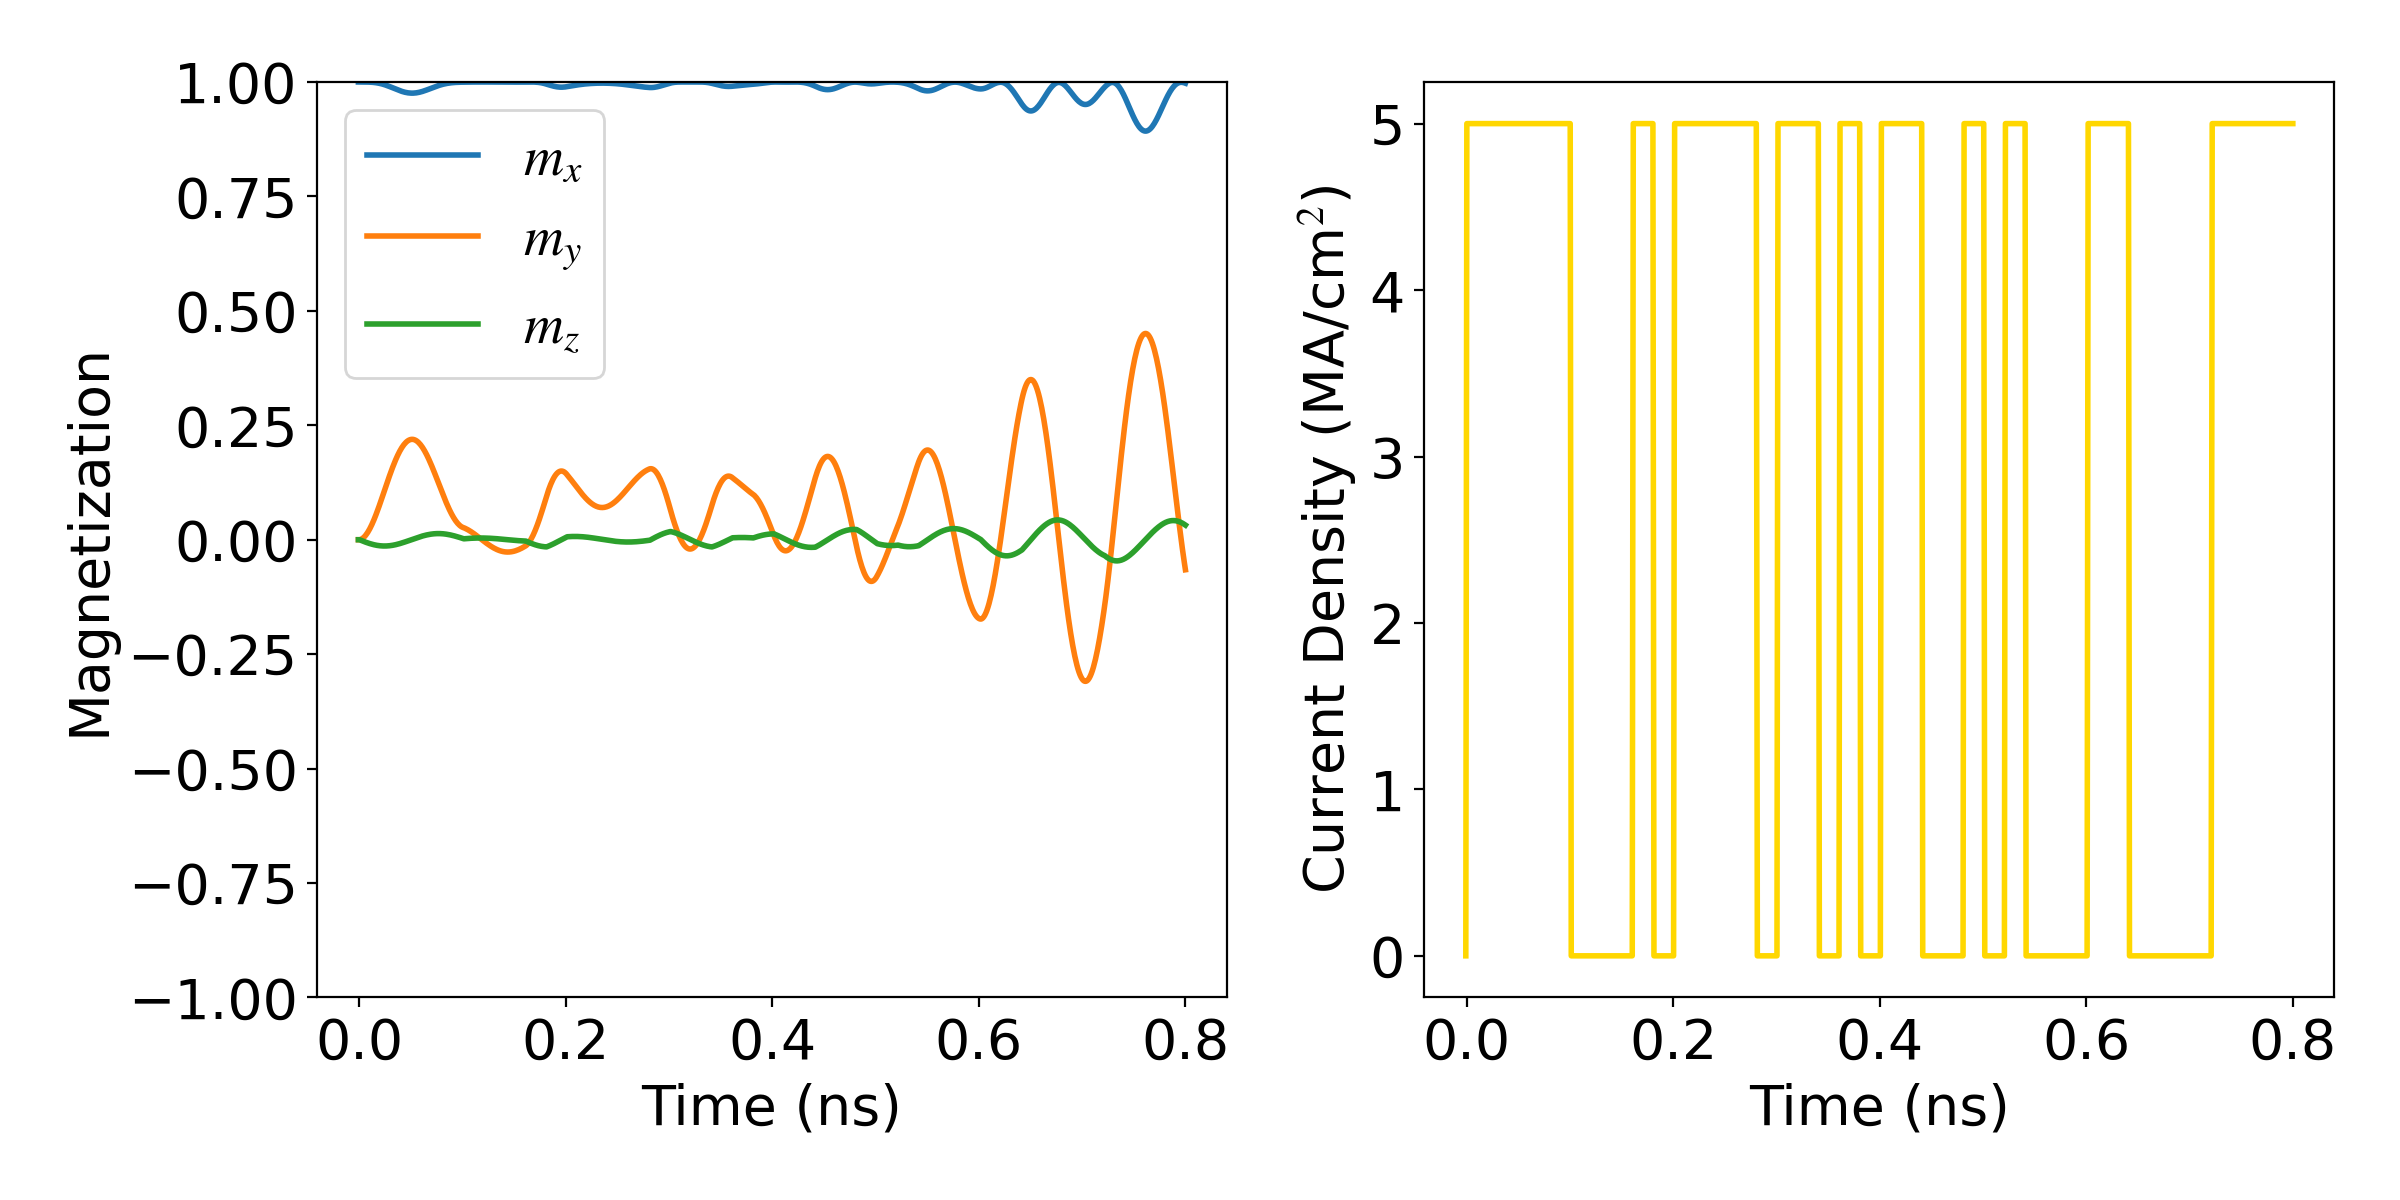 Magnetization
1.00
0.75
0.50
0.25
0.00
−0.25
−0.50
−0.75
−1.00
m_x
m_y
m_z
0.0 0.2 0.4 0.6 0.8
Time (ns)
Current Density (MA/cm²)
5
4
3
2
1
0
0.0 0.2 0.4 0.6 0.8
Time (ns)